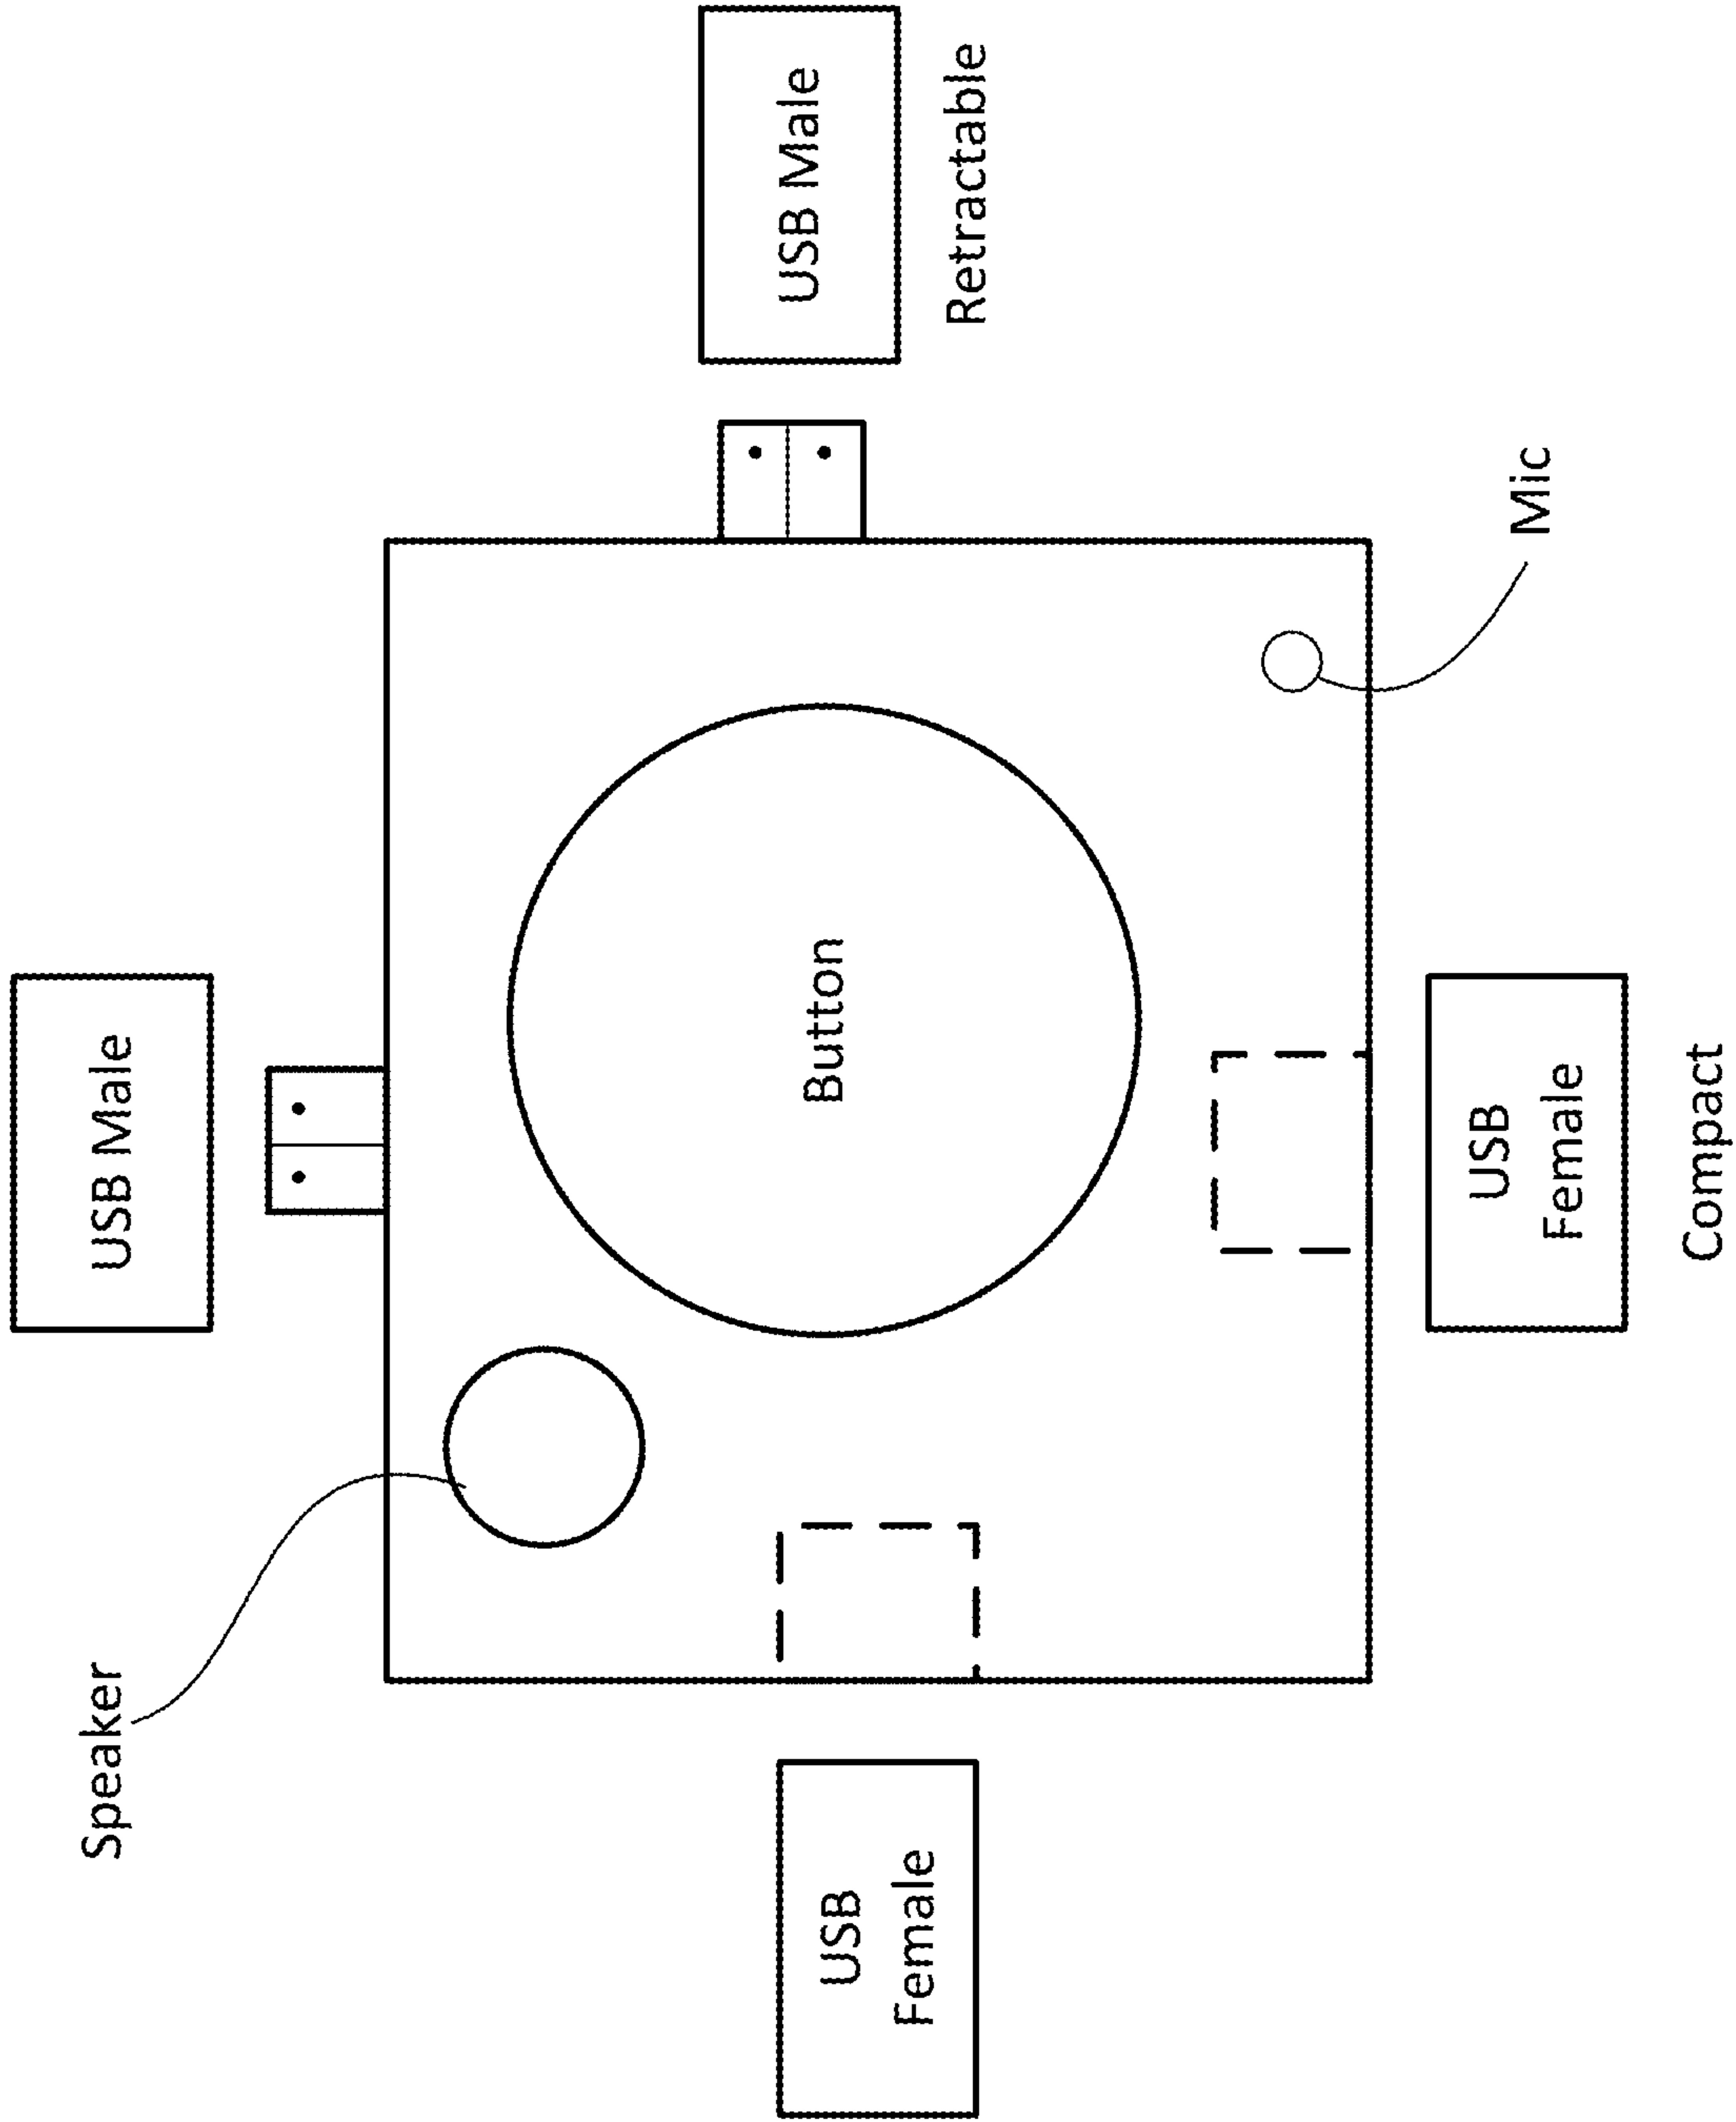 Speaker
USB Male
USB
Female
Button
USB Male
Retractable
USB
Female
Mic
Compact